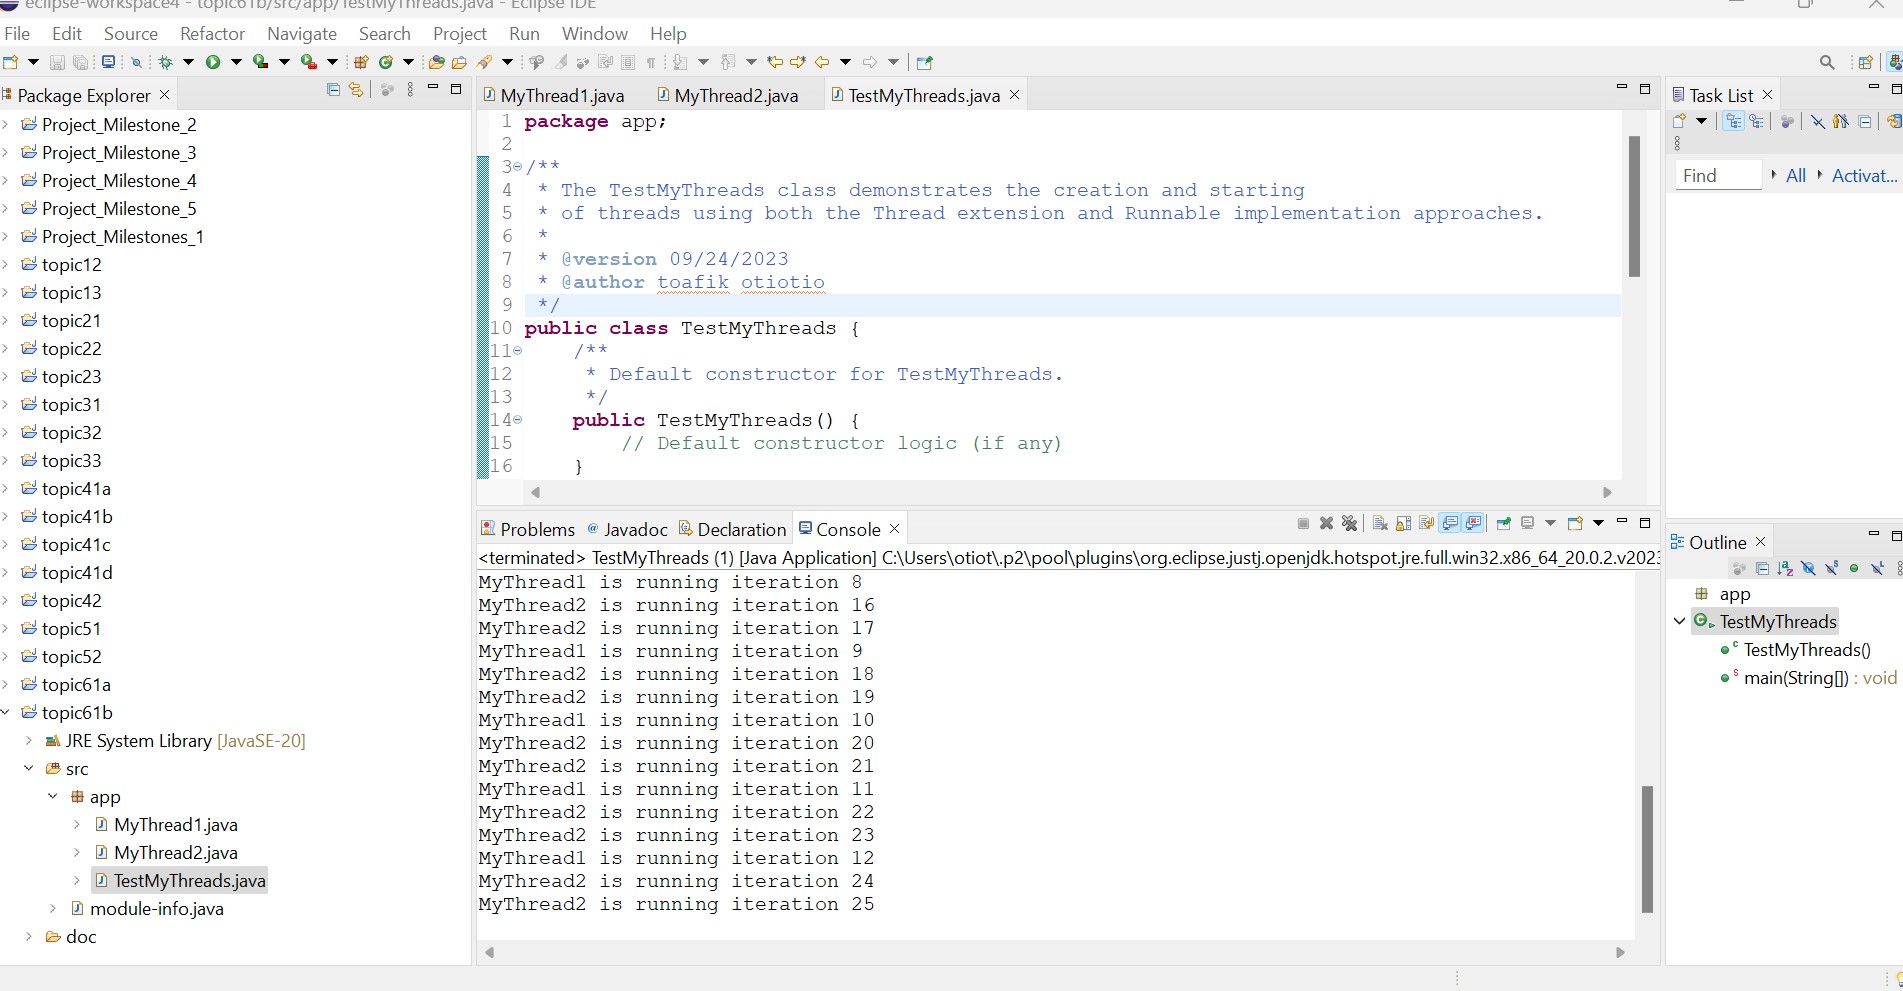 eclipse-workspace4 - topic61b/src/app/TestMyThreads.java - Eclipse IDE
File Edit Source Refactor Navigate Search Project Run Window Help
Package Explorer
Project_Milestone_2
Project_Milestone_3
Project_Milestone_4
Project_Milestone_5
Project_Milestones_1
topic12
topic13
topic21
topic22
topic23
topic31
topic32
topic33
topic41a
topic41b
topic41c
topic41d
topic42
topic51
topic52
topic61a
topic61b
JRE System Library [JavaSE-20]
src
app
MyThread1.java
MyThread2.java
TestMyThreads.java
module-info.java
doc
MyThread1.java MyThread2.java TestMyThreads.java
1 package app;
2
3 /**
4 * The TestMyThreads class demonstrates the creation and starting
5 * of threads using both the Thread extension and Runnable implementation approaches.
6 *
7 * @version 09/24/2023
8 * @author toafik otiotio
9 */
10 public class TestMyThreads {
11 /**
12 * Default constructor for TestMyThreads.
13 */
14 public TestMyThreads() {
15 // Default constructor logic (if any)
16 }
Problems Javadoc Declaration Console
<terminated> TestMyThreads (1) [Java Application] C:\Users\otiot\.p2\pool\plugins\org.eclipse.justj.openjdk.hotspot.jre.full.win32.x86_64_20.0.2.v2023
MyThread1 is running iteration 8
MyThread2 is running iteration 16
MyThread2 is running iteration 17
MyThread1 is running iteration 9
MyThread2 is running iteration 18
MyThread2 is running iteration 19
MyThread1 is running iteration 10
MyThread2 is running iteration 20
MyThread2 is running iteration 21
MyThread1 is running iteration 11
MyThread2 is running iteration 22
MyThread2 is running iteration 23
MyThread1 is running iteration 12
MyThread2 is running iteration 24
MyThread2 is running iteration 25
Task List
Find All Activat...
Outline
app
TestMyThreads
TestMyThreads()
main(String[]) : void